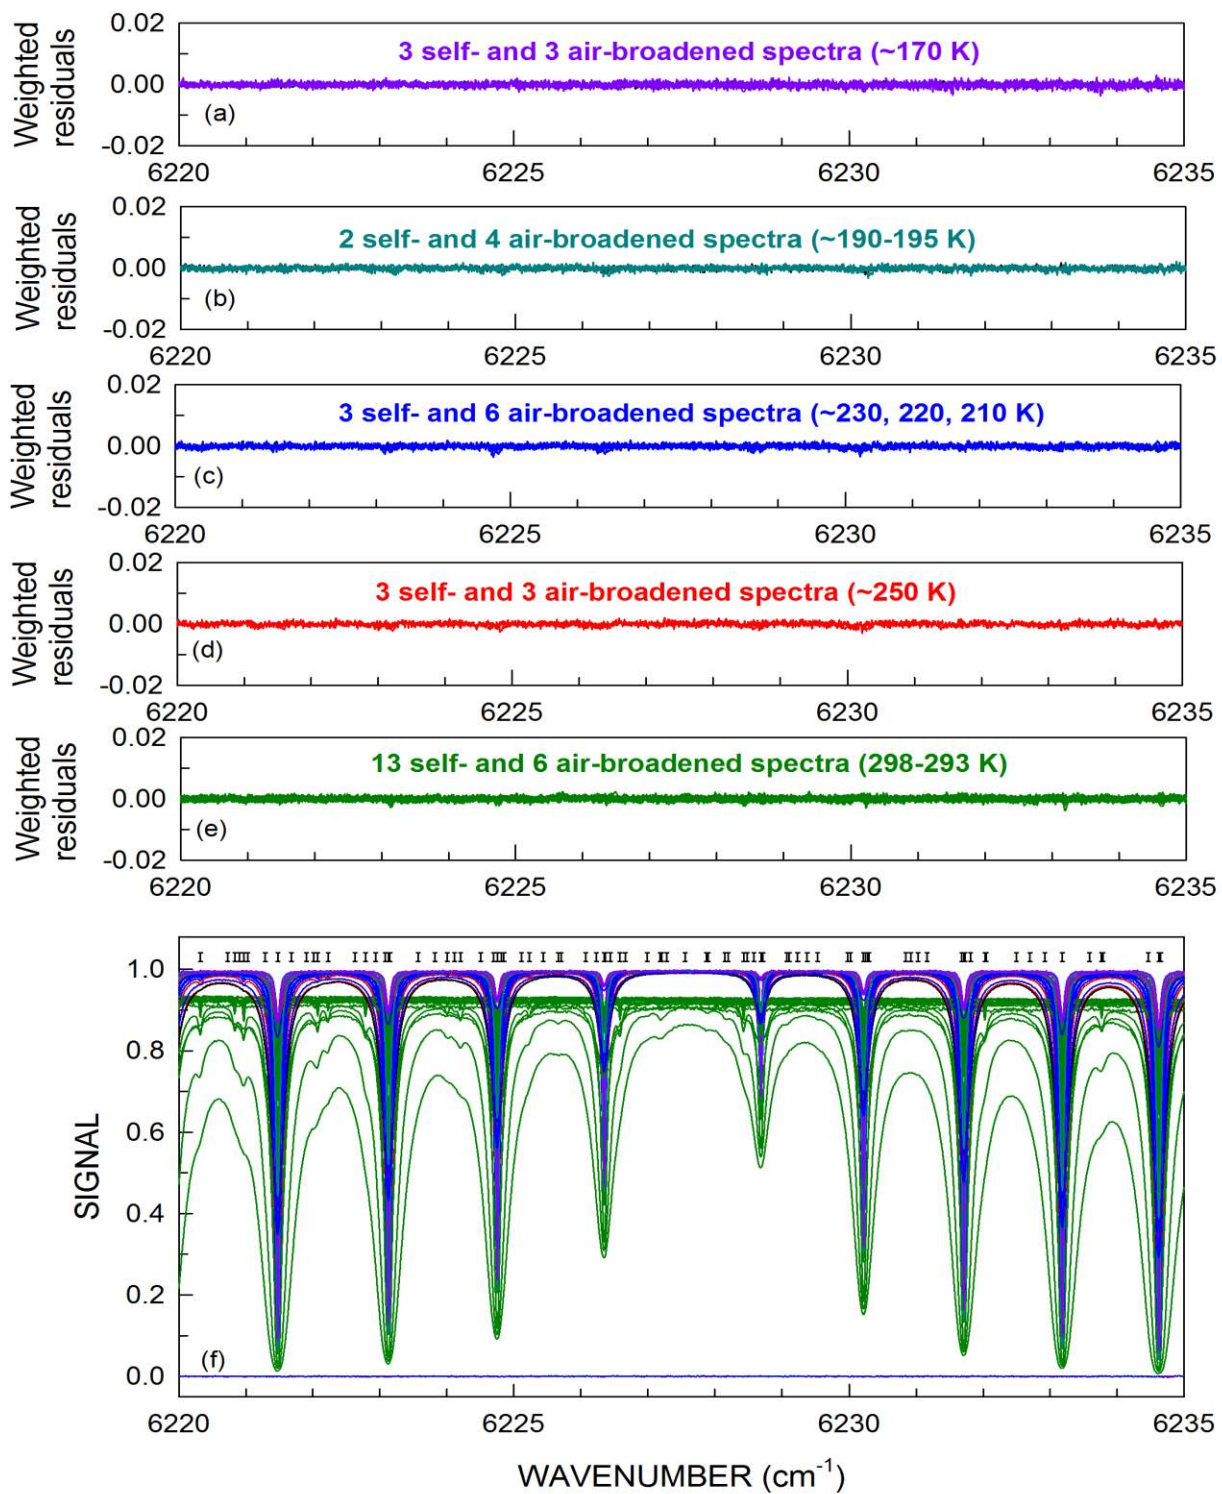 0.02
3 self- and 3 air-broadened spectra (~170 K)
0.00
Weighted
residuals
(a)
-0.02
6220 6225 6230 6235
0.02
2 self- and 4 air-broadened spectra (~190-195 K)
0.00
Weighted
residuals
(b)
-0.02
6220 6225 6230 6235
0.02
3 self- and 6 air-broadened spectra (~230, 220, 210 K)
0.00
Weighted
residuals
(c)
-0.02
6220 6225 6230 6235
0.02
3 self- and 3 air-broadened spectra (~250 K)
0.00
Weighted
residuals
(d)
-0.02
6220 6225 6230 6235
0.02
13 self- and 6 air-broadened spectra (298-293 K)
0.00
Weighted
residuals
(e)
-0.02
6220 6225 6230 6235
1.0
0.8
0.6
SIGNAL
0.4
0.2
(f)
0.0
6220 6225 6230 6235
WAVENUMBER (cm⁻¹)